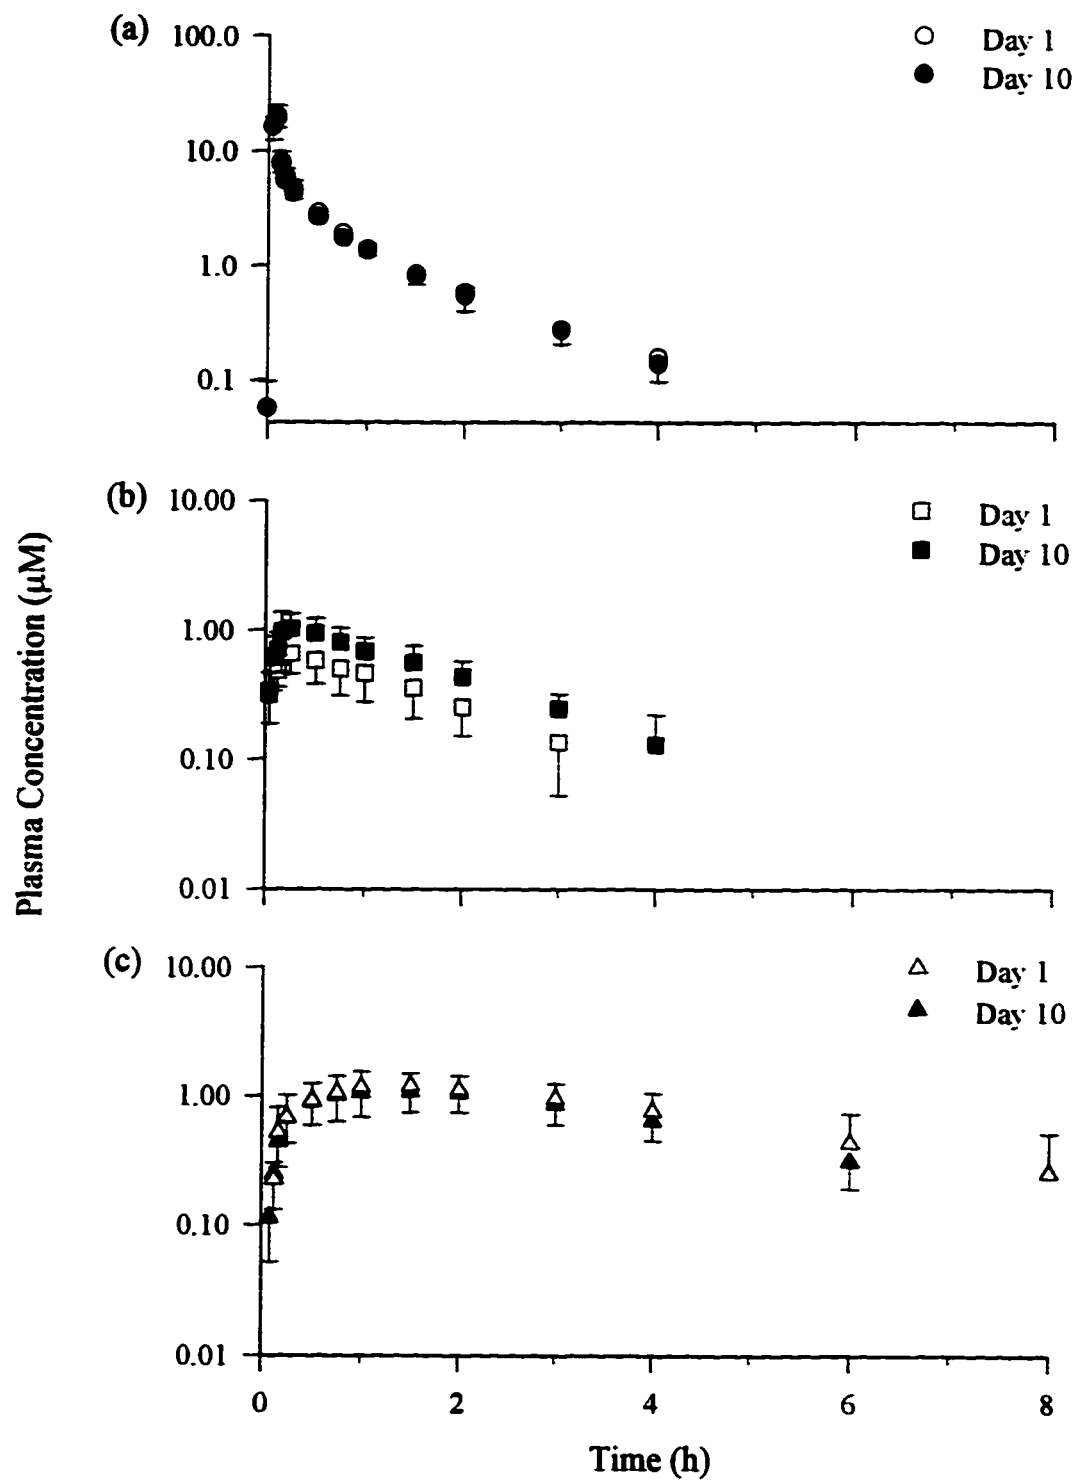 (a)
100.0
10.0
1.0
0.1
Day 1
Day 10
(b)
10.00
1.00
0.10
0.01
Day 1
Day 10
Plasma Concentration (μM)
(c)
10.00
1.00
0.10
0.01
Day 1
Day 10
0 2 4 6 8
Time (h)